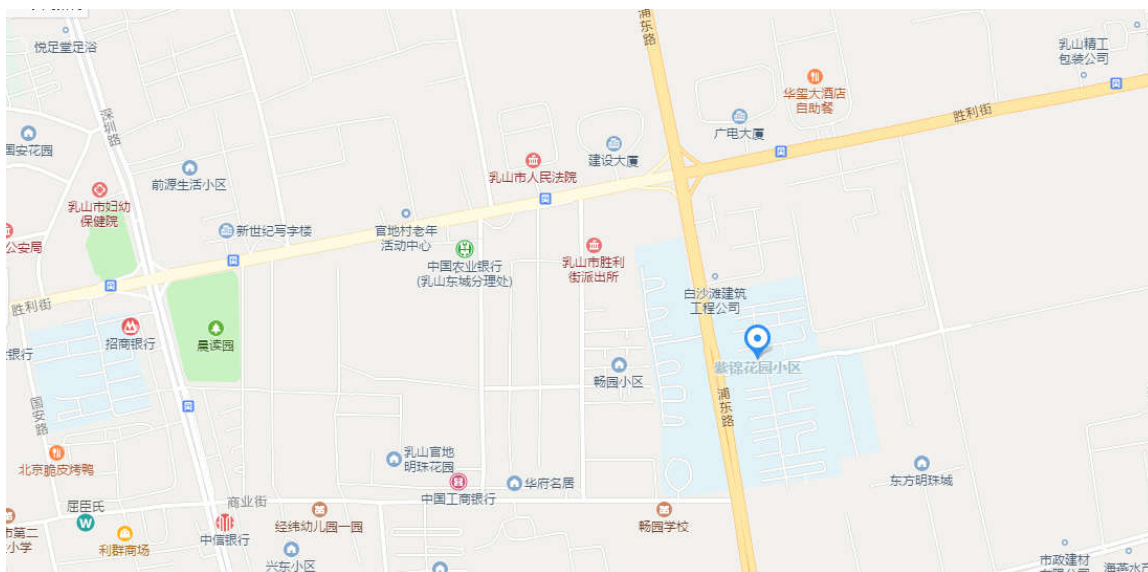 悦足堂足浴
浦东路
乳山精工
包装公司
华玺大酒店
自助餐
胜利街
深圳路
广电大厦
国安花园
前源生活小区
乳山市人民法院
建设大厦
乳山市妇幼
保健院
公安局
新世纪写字楼
官地村老年
活动中心
中国农业银行
(乳山东城分理处)
乳山市胜利
街派出所
白沙滩建筑
工程公司
胜利街
招商银行
晨读园
银行
紫锦花园小区
畅园小区
浦东路
国安路
北京脆皮烤鸭
乳山官地
明珠花园
中国工商银行
华府名居
东方明珠城
屈臣氏
商业街
市第二
小学
利群商场
中信银行
经纬幼儿园一园
畅园学校
兴东小区
市政建材